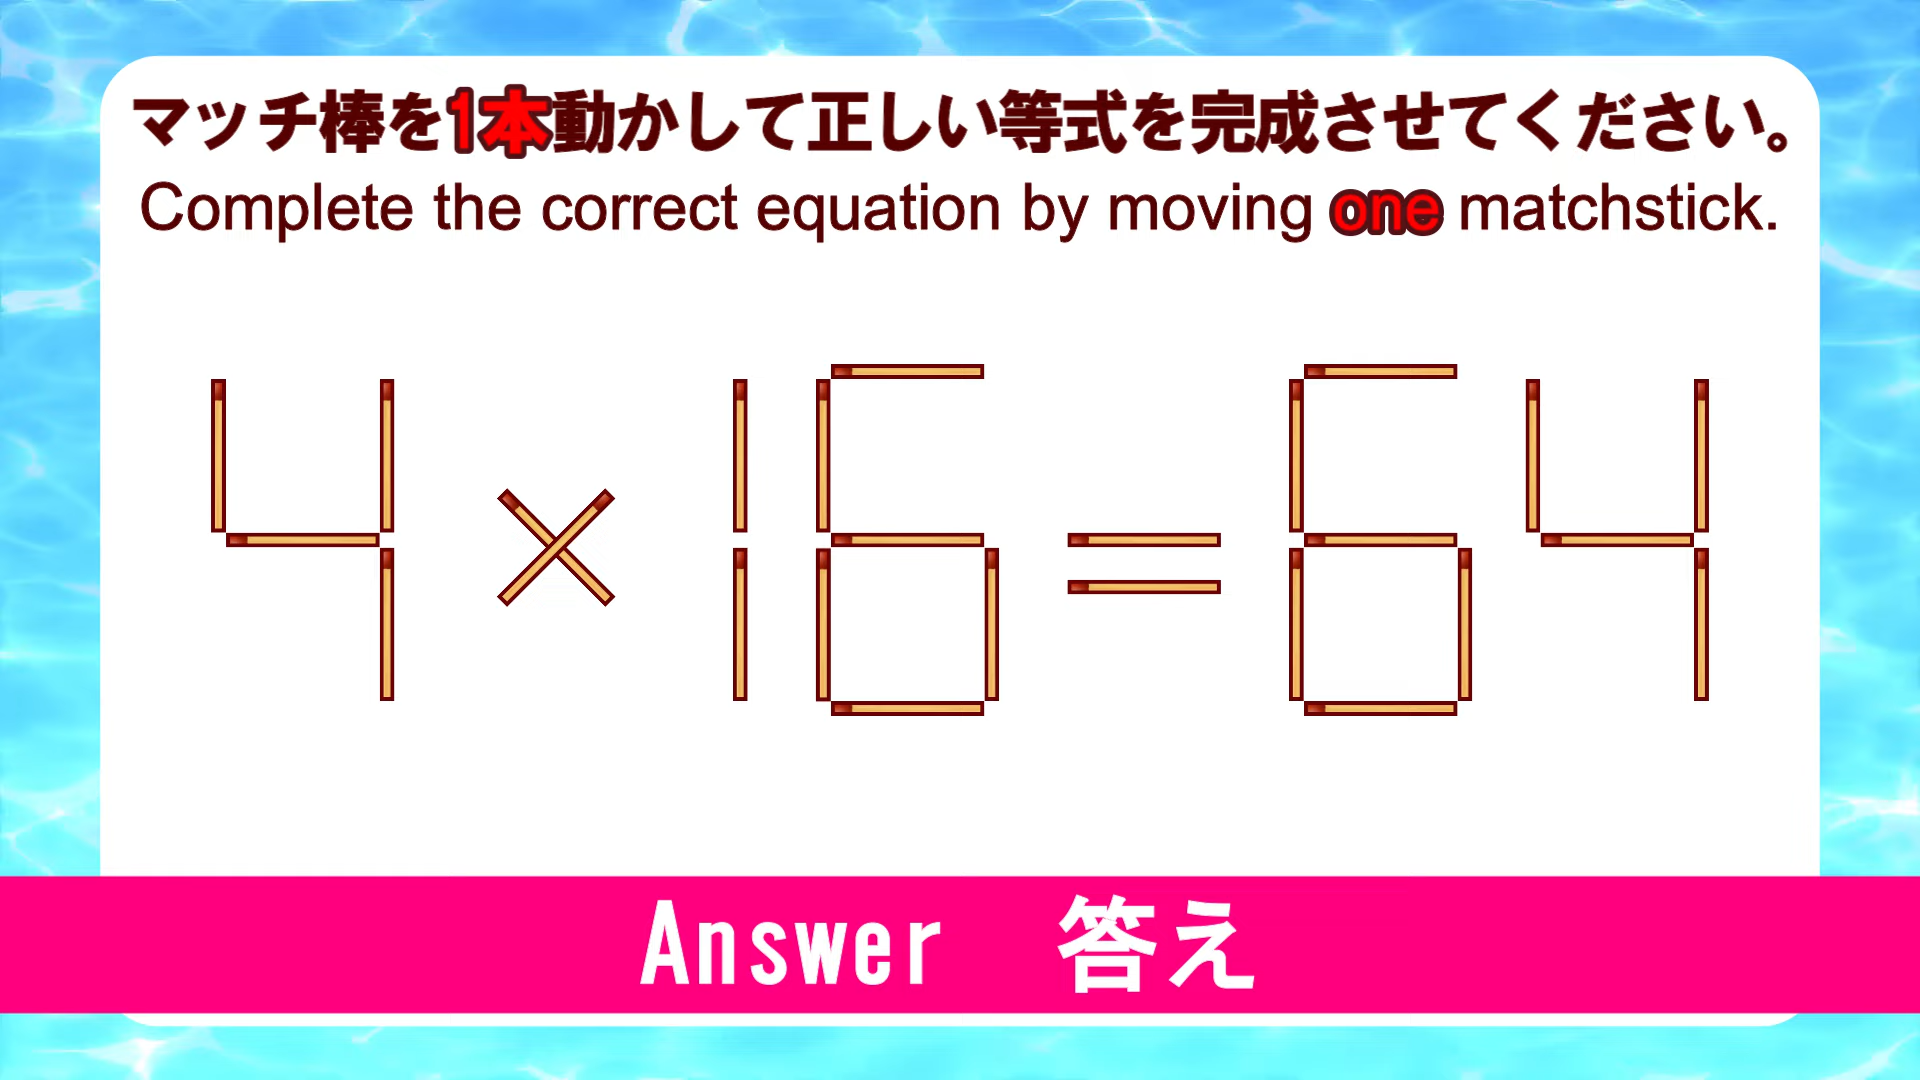 マッチ棒を1本動かして正しい等式を完成させてください。
Complete the correct equation by moving one matchstick.
4 × 16 = 64
Answer 答え